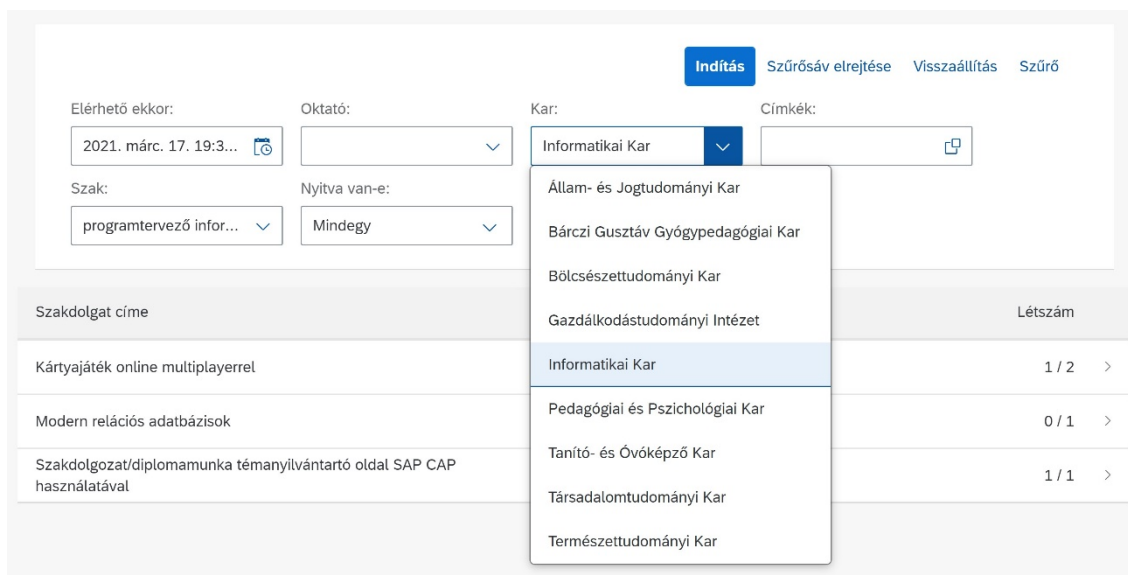 Indítás Szűrősáv elrejtése Visszaállítás Szűrő
Elérhető ekkor: Oktató: Kar: Címkék:
2021. márc. 17. 19:3... Informatikai Kar
Szak: Nyitva van-e:
programtervező infor... Mindegy
Állam- és Jogtudományi Kar
Bárczi Gusztáv Gyógypedagógiai Kar
Bölcsészettudományi Kar
Gazdálkodástudományi Intézet
Informatikai Kar
Pedagógiai és Pszichológiai Kar
Tanító- és Óvóképző Kar
Társadalomtudományi Kar
Természettudományi Kar
Szakdolgat címe Létszám
Kártyajáték online multiplayerrel 1 / 2
Modern relációs adatbázisok 0 / 1
Szakdolgozat/diplomamunka témanyilvántartó oldal SAP CAP
használatával 1 / 1